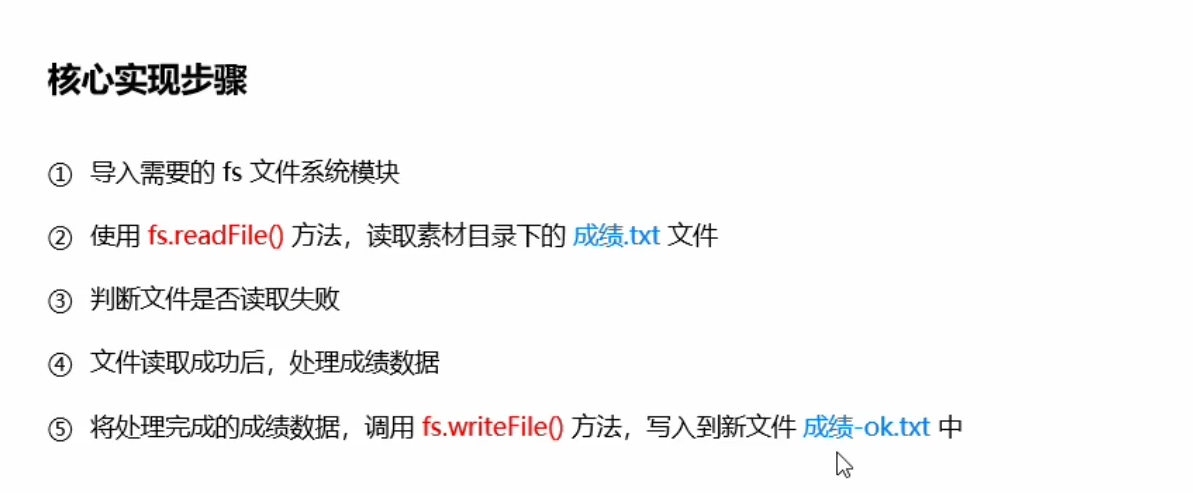 核心实现步骤
① 导入需要的 fs 文件系统模块
② 使用 fs.readFile() 方法，读取素材目录下的 成绩.txt 文件
③ 判断文件是否读取失败
④ 文件读取成功后，处理成绩数据
⑤ 将处理完成的成绩数据，调用 fs.writeFile() 方法，写入到新文件 成绩-ok.txt 中